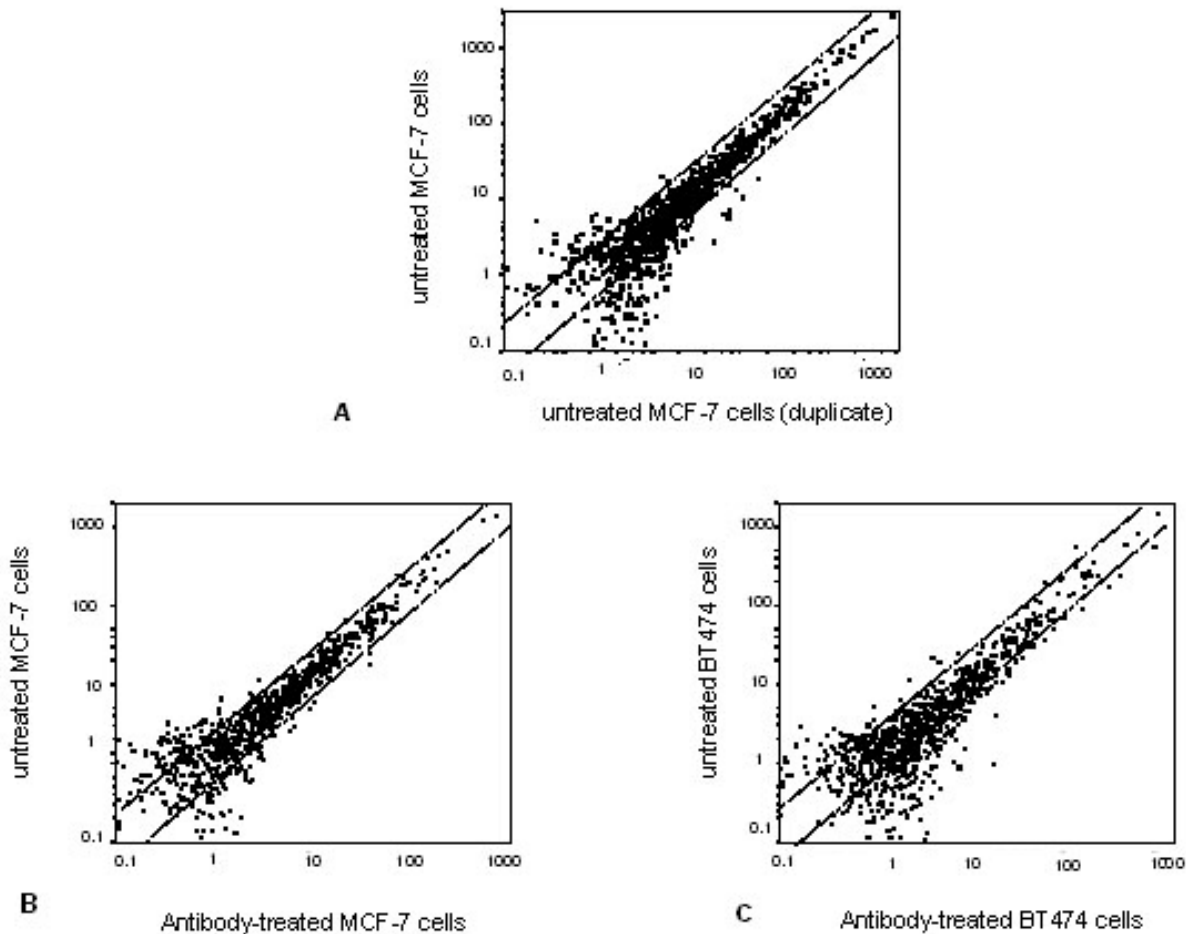 untreated MCF-7 cells
1000
100
10
1
0.1
0.1 1 10 100 1000
A untreated MCF-7 cells (duplicate)
untreated MCF-7 cells
1000
100
10
1
0.1
0.1 1 10 100 1000
B Antibody-treated MCF-7 cells
untreated BT474 cells
1000
100
10
1
0.1
0.1 1 10 100 1000
C Antibody-treated BT474 cells